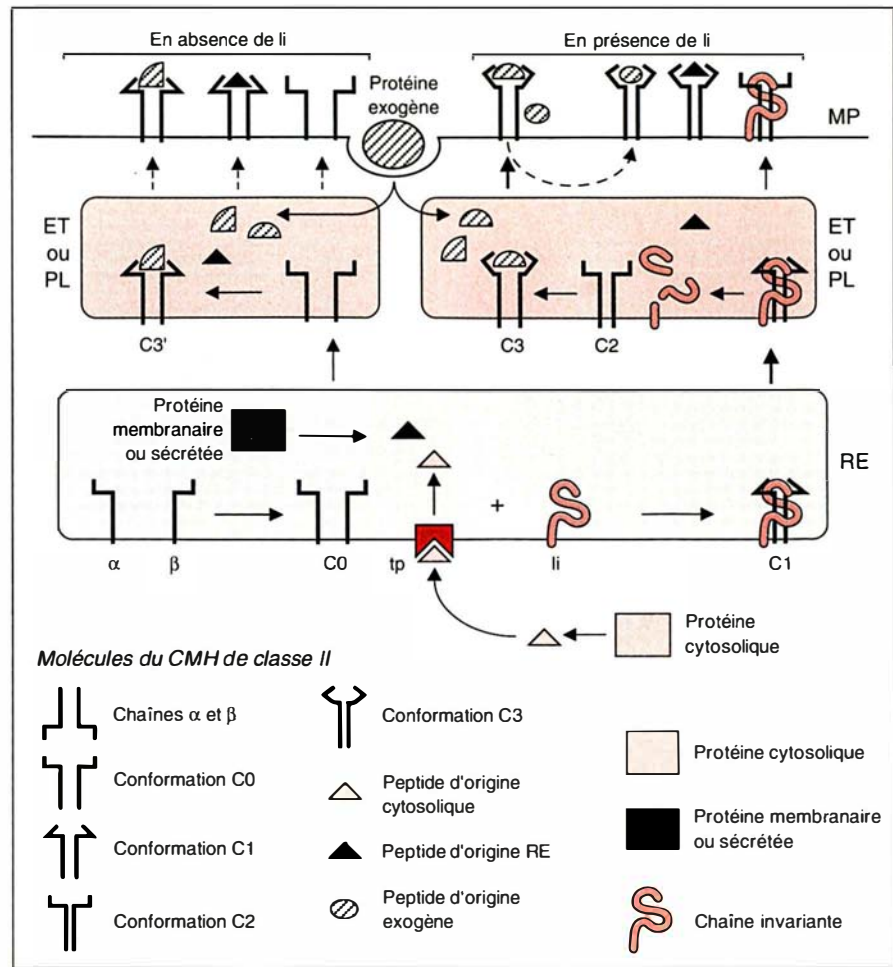 En absence de Ii
En présence de Ii
Protéine
exogène
MP
ET
ou
PL
ET
ou
PL
C3'
C3
C2
Protéine
membranaire
ou sécrétée
RE
+
α
β
C0
tp
Ii
C1
Protéine
cytosolique
Molécules du CMH de classe II
Chaînes α et β
Conformation C0
Conformation C1
Conformation C2
Conformation C3
Peptide d'origine
cytosolique
Peptide d'origine RE
Peptide d'origine
exogène
Protéine cytosolique
Protéine membranaire
ou sécrétée
Chaîne invariante